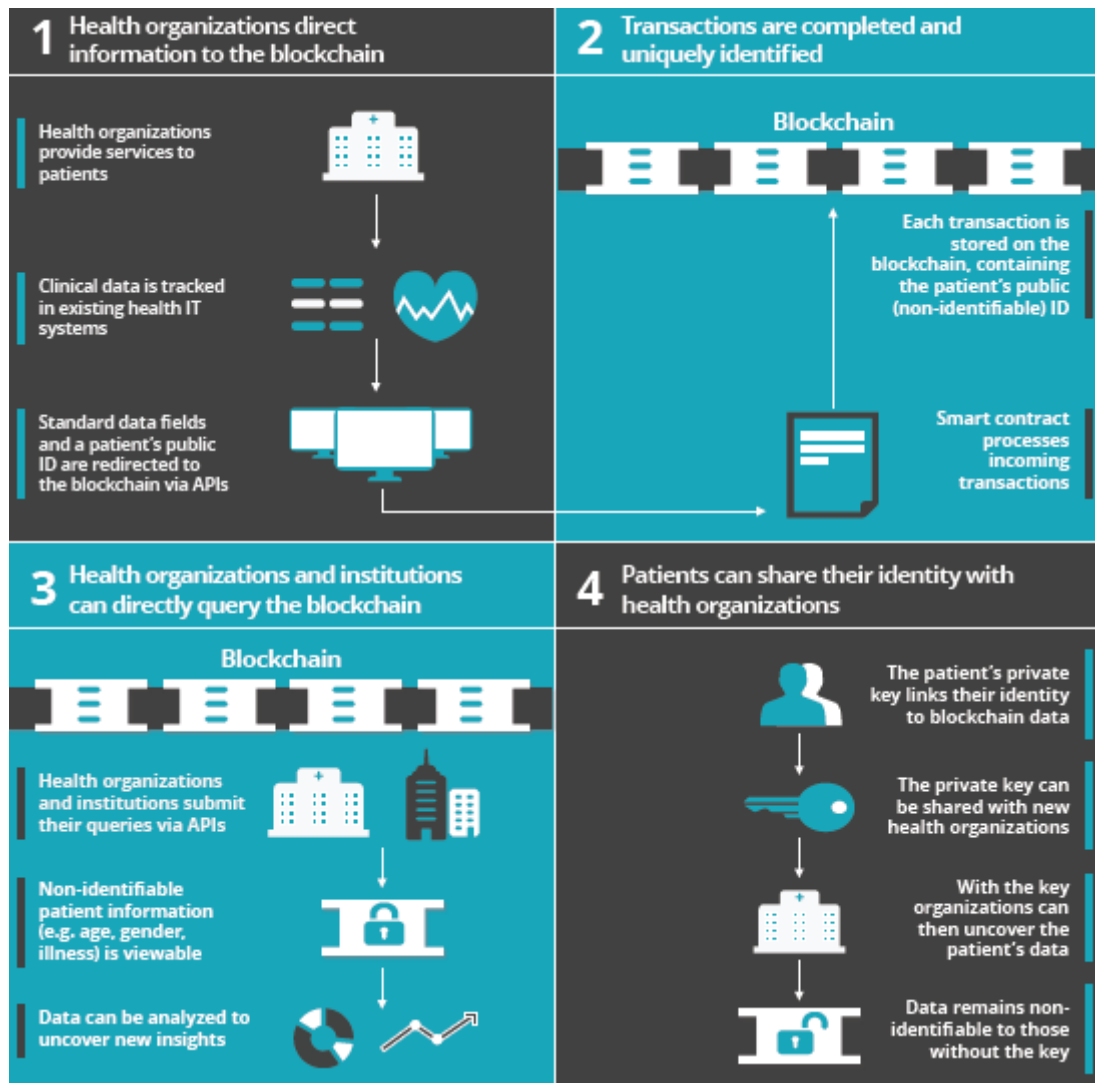 1
Health organizations direct
information to the blockchain
Health organizations
provide services to
patients
Clinical data is tracked
in existing health IT
systems
Standard data fields
and a patient's public
ID are redirected to
the blockchain via APIs
2
Transactions are completed and
uniquely identified
Blockchain
Each transaction is
stored on the
blockchain, containing
the patient's public
(non-identifiable) ID
Smart contract
processes
incoming
transactions
3
Health organizations and institutions
can directly query the blockchain
Blockchain
Health organizations
and institutions submit
their queries via APIs
Non-identifiable
patient information
(e.g. age, gender,
illness) is viewable
Data can be analyzed to
uncover new insights
4
Patients can share their identity with
health organizations
The patient's private
key links their identity
to blockchain data
The private key can
be shared with new
health organizations
With the key
organizations can
then uncover the
patient's data
Data remains non-
identifiable to those
without the key